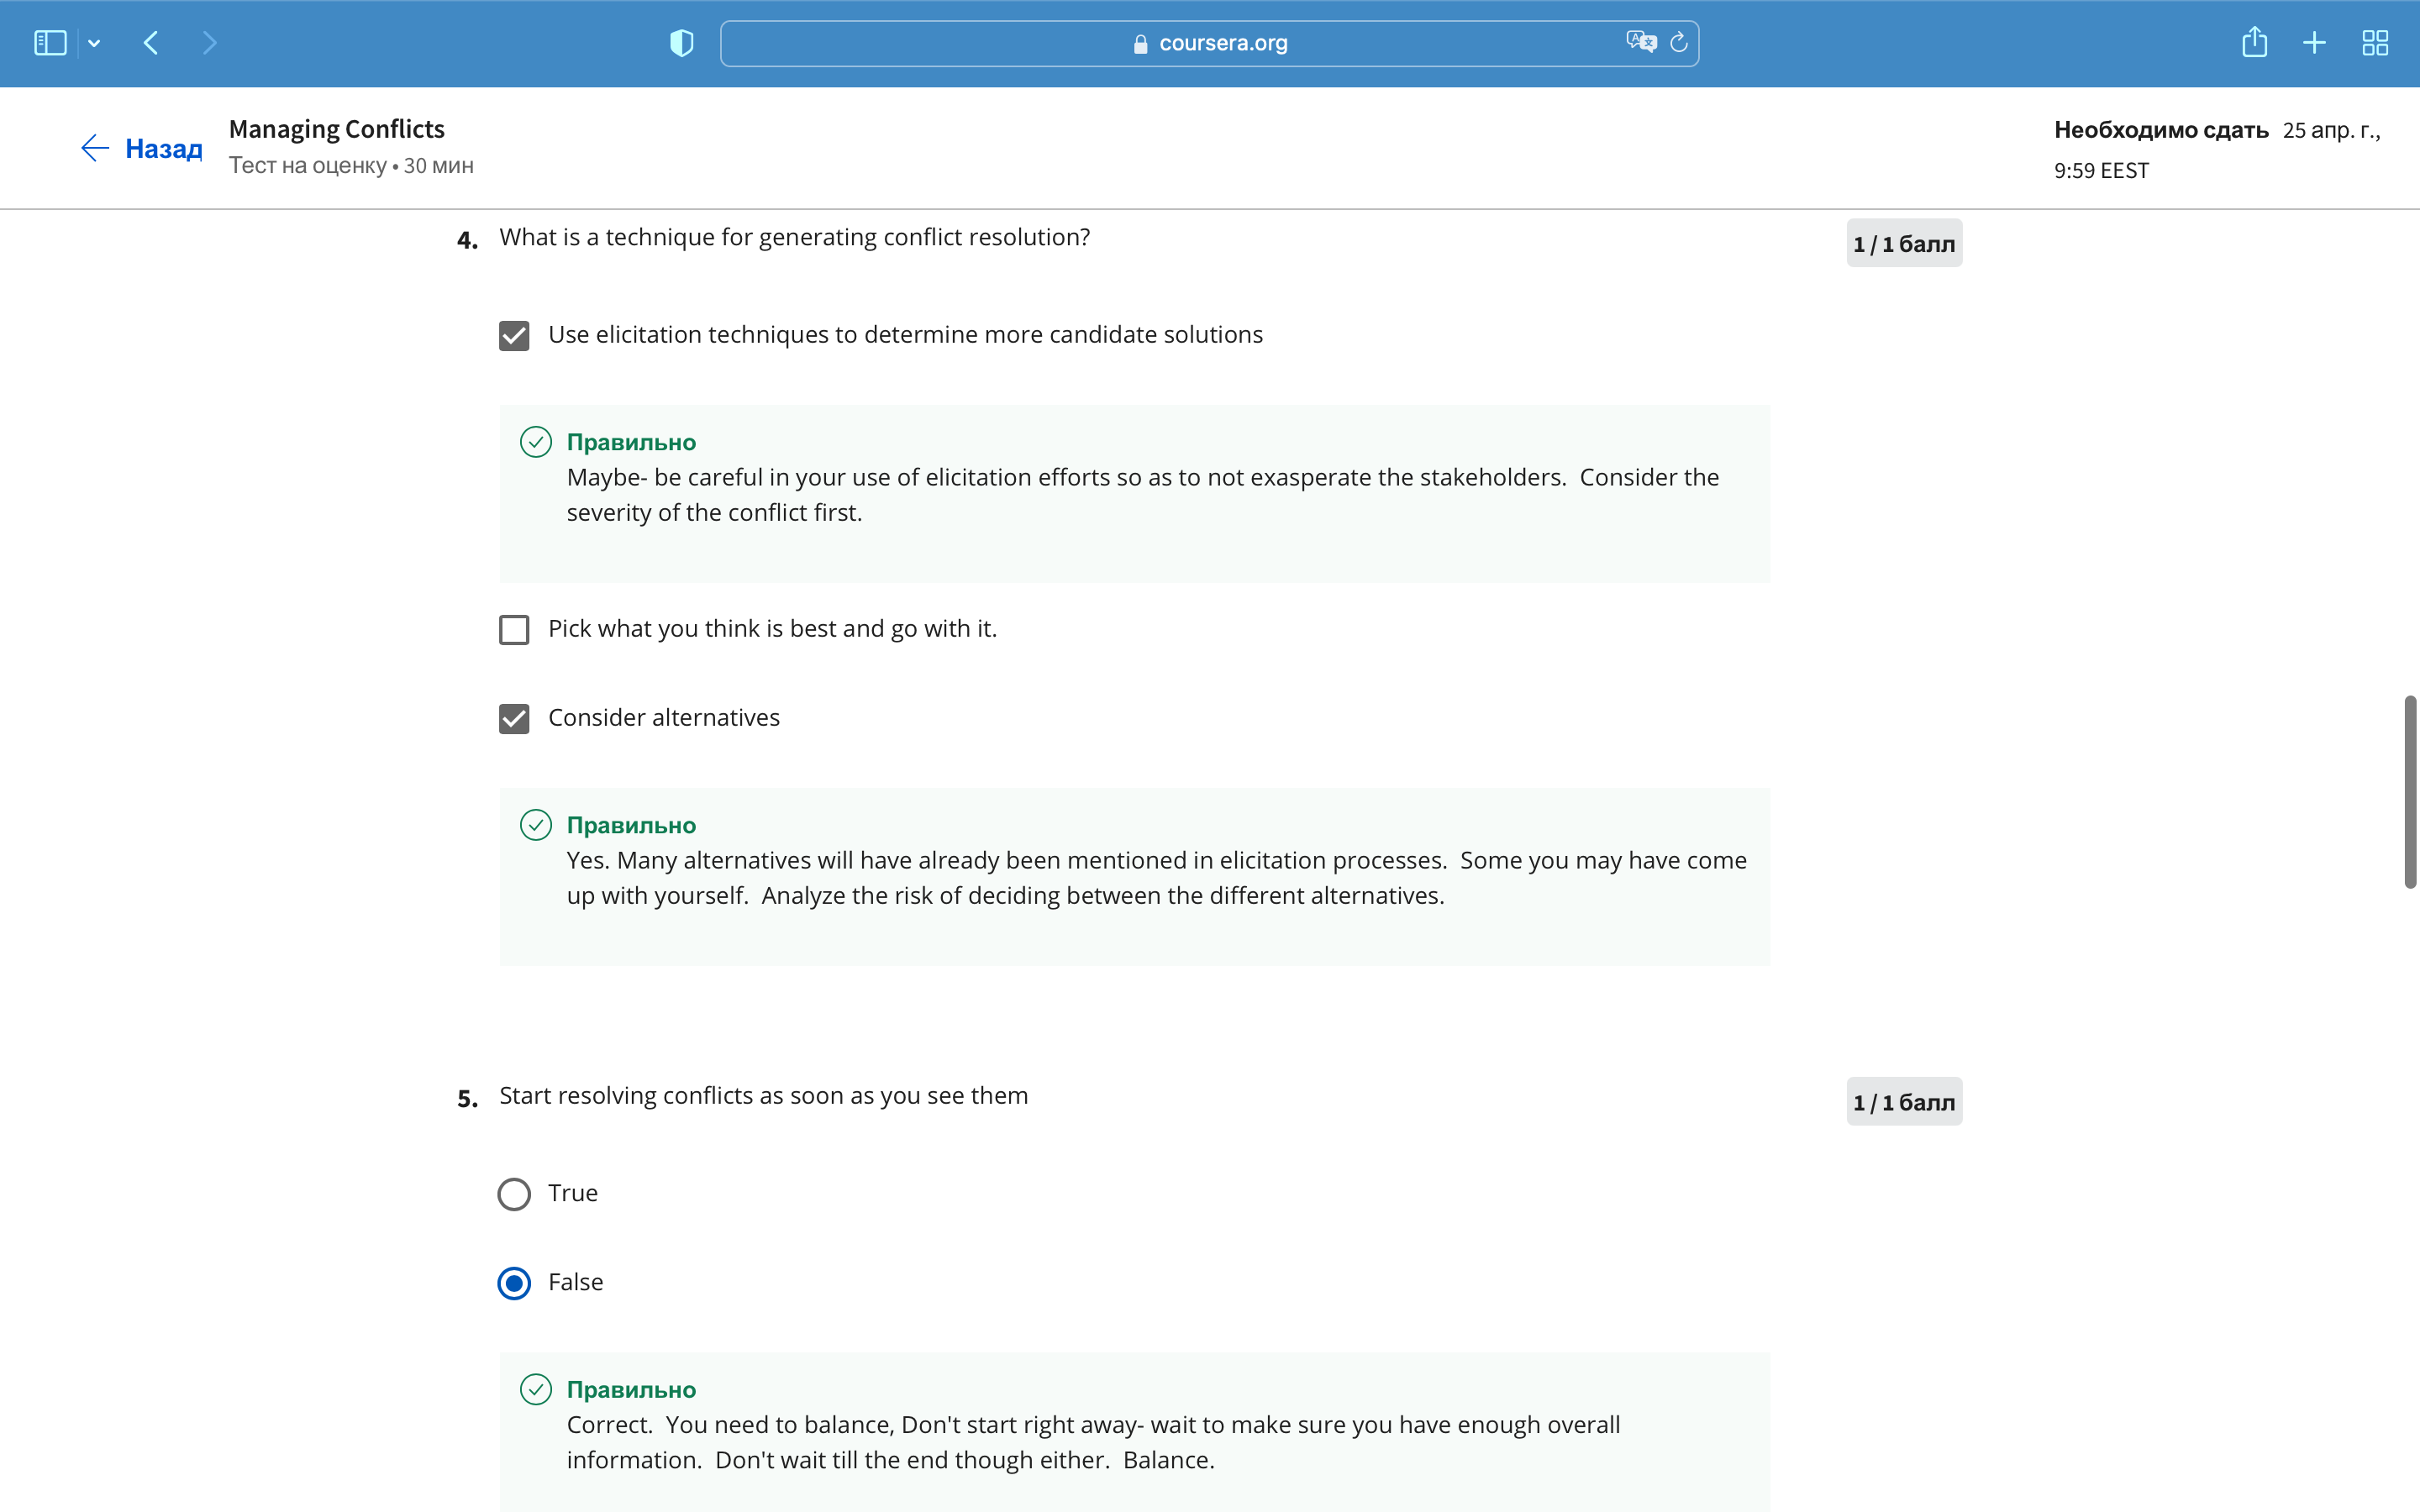 coursera.org
Назад
Managing Conflicts
Тест на оценку • 30 мин
Необходимо сдать 25 апр. г.,
9:59 EEST
4. What is a technique for generating conflict resolution?
1 / 1 балл
Use elicitation techniques to determine more candidate solutions
Правильно
Maybe- be careful in your use of elicitation efforts so as to not exasperate the stakeholders.  Consider the
severity of the conflict first.
Pick what you think is best and go with it.
Consider alternatives
Правильно
Yes. Many alternatives will have already been mentioned in elicitation processes.  Some you may have come
up with yourself.  Analyze the risk of deciding between the different alternatives.
5. Start resolving conflicts as soon as you see them
1 / 1 балл
True
False
Правильно
Correct.  You need to balance, Don't start right away- wait to make sure you have enough overall
information.  Don't wait till the end though either.  Balance.